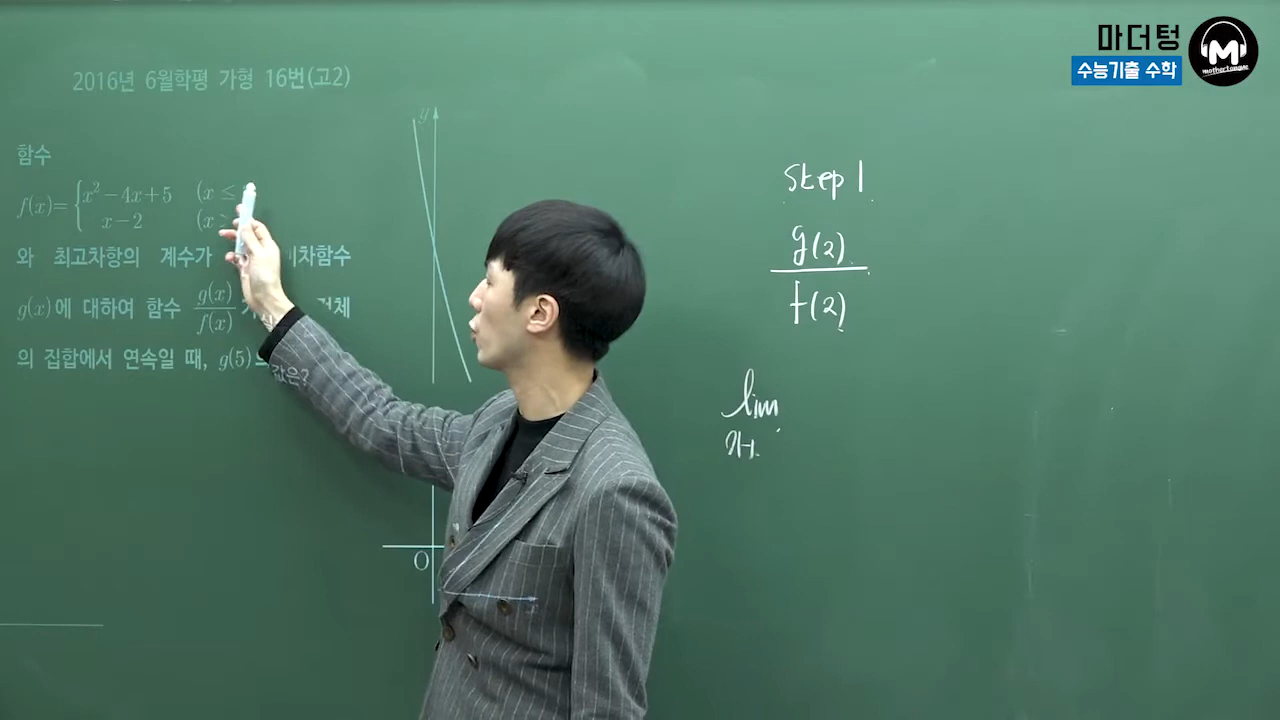 마더텅
수능기출 수학
M
mothertongue
2016년 6월학평 가형 16번(고2)
함수
f(x)={x²-4x+5 (x≤
x-2 (x
와 최고차항의 계수가
g(x)에 대하여 함수 g(x)/f(x)
의 집합에서 연속일 때, g(5)
값은?
y
O
Step 1
g(2)
f(2)
lim